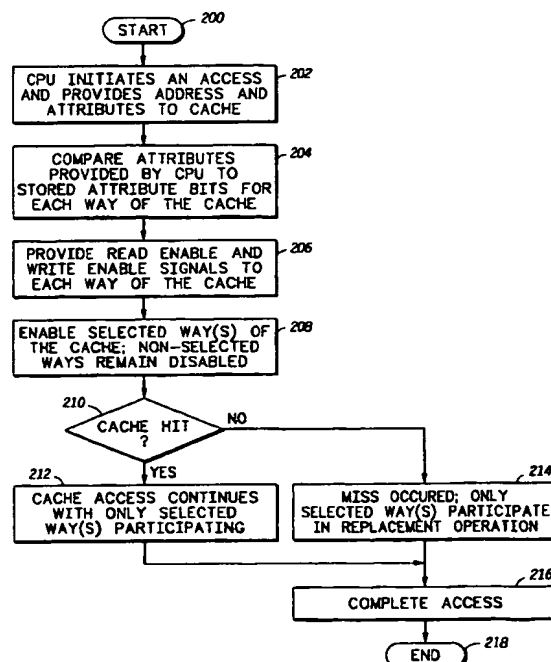 START
200
CPU INITIATES AN ACCESS
AND PROVIDES ADDRESS AND
ATTRIBUTES TO CACHE
202
COMPARE ATTRIBUTES
PROVIDED BY CPU TO
STORED ATTRIBUTE BITS FOR
EACH WAY OF THE CACHE
204
PROVIDE READ ENABLE AND
WRITE ENABLE SIGNALS TO
EACH WAY OF THE CACHE
206
ENABLE SELECTED WAY(S) OF
THE CACHE; NON-SELECTED
WAYS REMAIN DISABLED
208
210
CACHE HIT
?
NO
YES
212
CACHE ACCESS CONTINUES
WITH ONLY SELECTED
WAY(S) PARTICIPATING
214
MISS OCCURED; ONLY
SELECTED WAY(S) PARTICIPATE
IN REPLACEMENT OPERATION
216
COMPLETE ACCESS
END
218